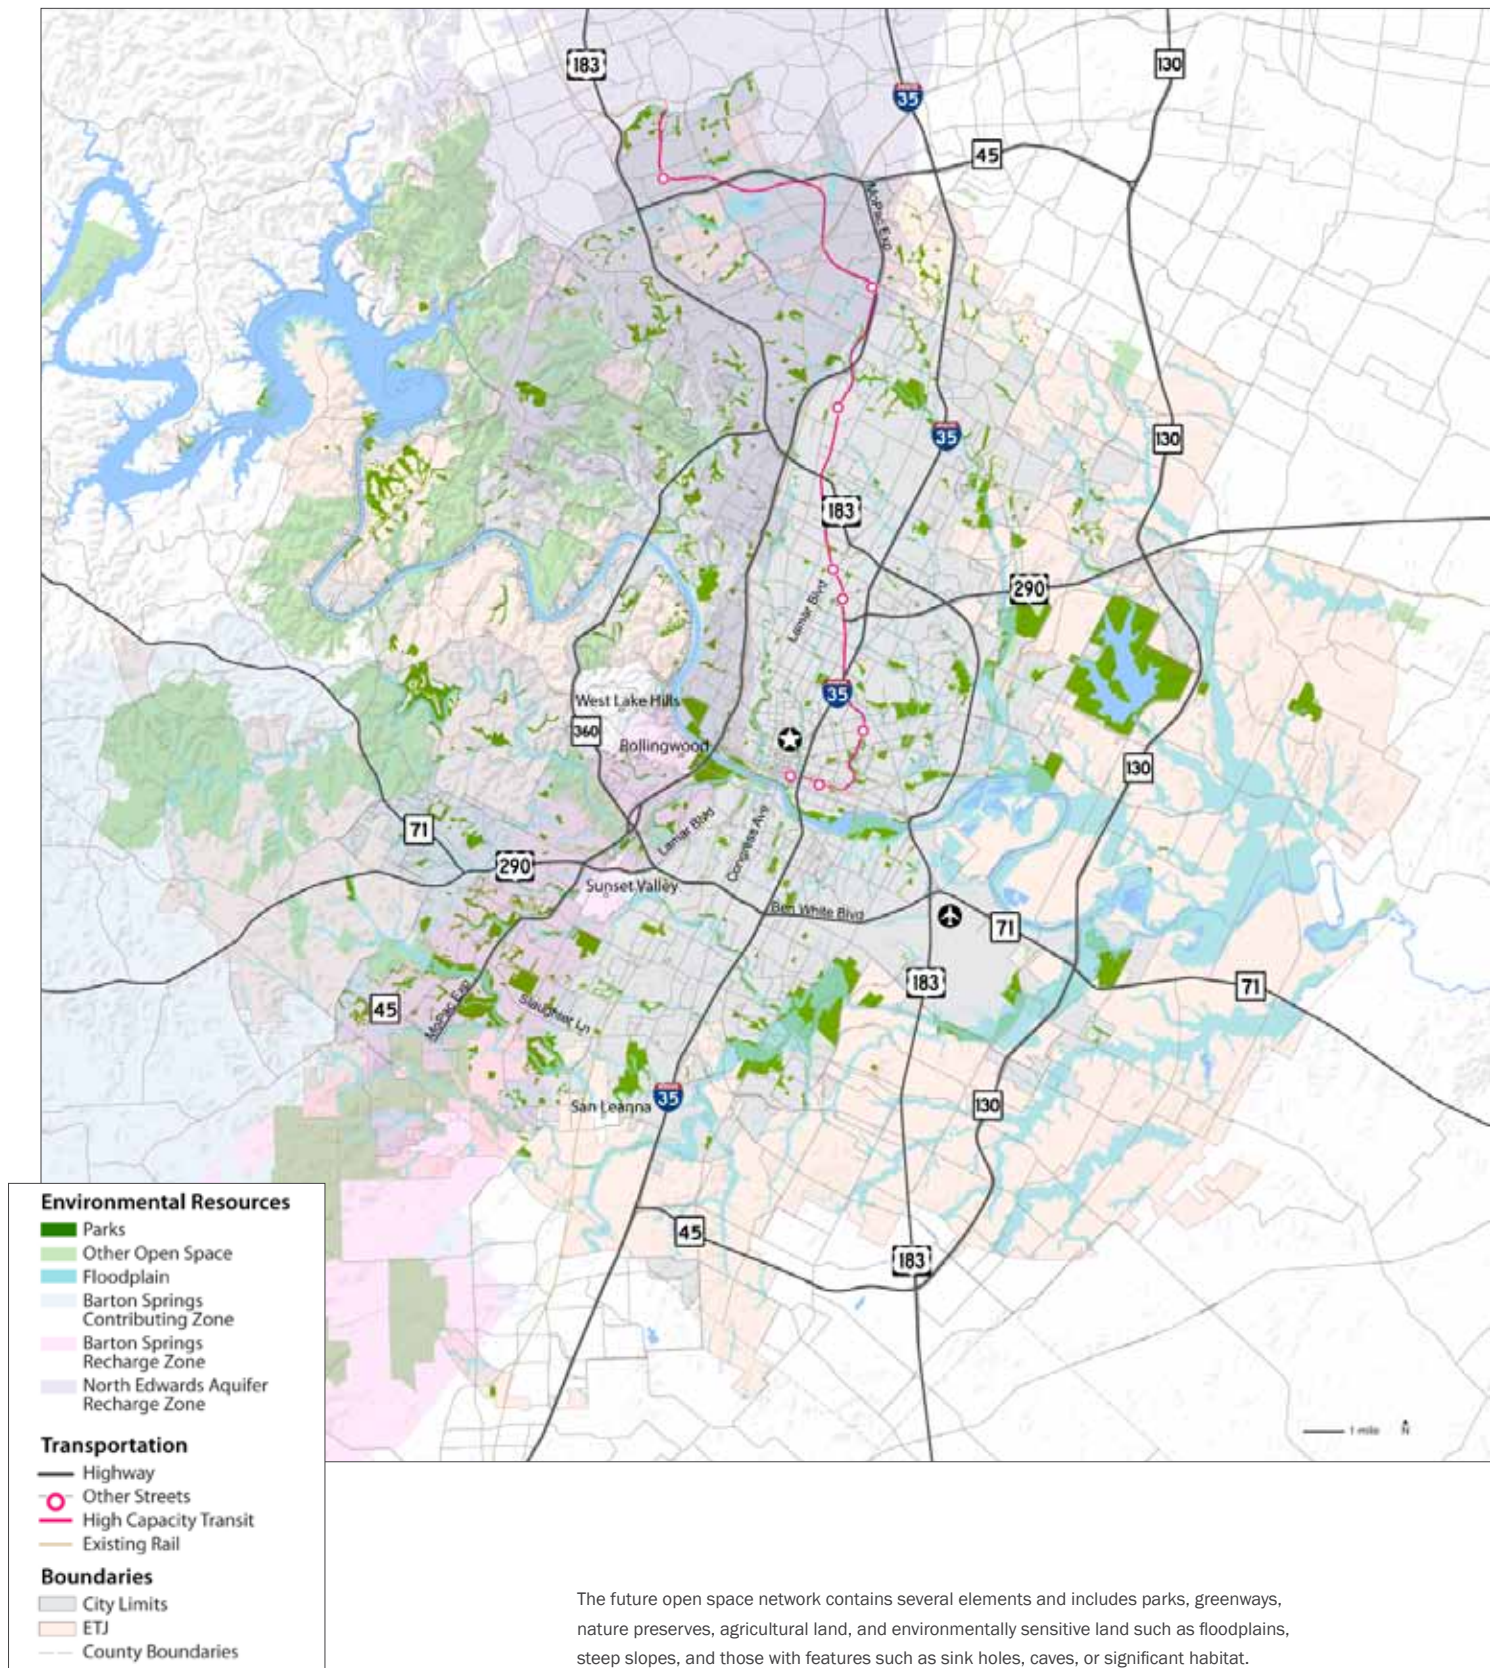 183
35
130
45
MoPac Exp
130
35
183
Lamar Blvd
290
West Lake Hills
35
360
Rollingwood
130
71
Lamar Blvd
Congress Ave
290
Sunset Valley
Ben White Blvd
71
183
71
45
MoPac Exp
Slaughter Ln
San Leanna
35
130
45
183
1 mile
N
Environmental Resources
Parks
Other Open Space
Floodplain
Barton Springs
Contributing Zone
Barton Springs
Recharge Zone
North Edwards Aquifer
Recharge Zone
Transportation
Highway
Other Streets
High Capacity Transit
Existing Rail
Boundaries
City Limits
ETJ
County Boundaries
The future open space network contains several elements and includes parks, greenways,
nature preserves, agricultural land, and environmentally sensitive land such as floodplains,
steep slopes, and those with features such as sink holes, caves, or significant habitat.